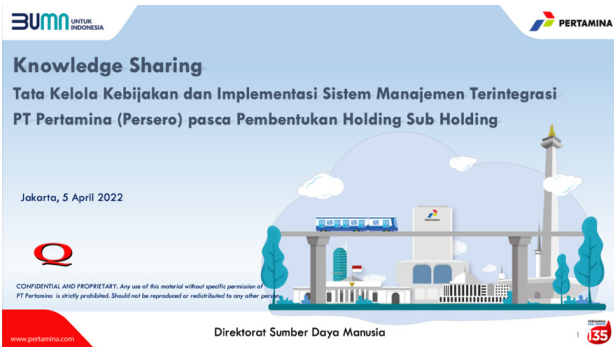 BUMN UNTUK
INDONESIA
PERTAMINA
Knowledge Sharing
Tata Kelola Kebijakan dan Implementasi Sistem Manajemen Terintegrasi
PT Pertamina (Persero) pasca Pembentukan Holding Sub Holding
Jakarta, 5 April 2022
PERTAMINA
Q
CONFIDENTIAL AND PROPRIETARY. Any use of this material without specific permission of
PT Pertamina is strictly prohibited. Should not be reproduced or redistributed to any other person.
www.pertamina.com
Direktorat Sumber Daya Manusia
1
PERTAMINA
135